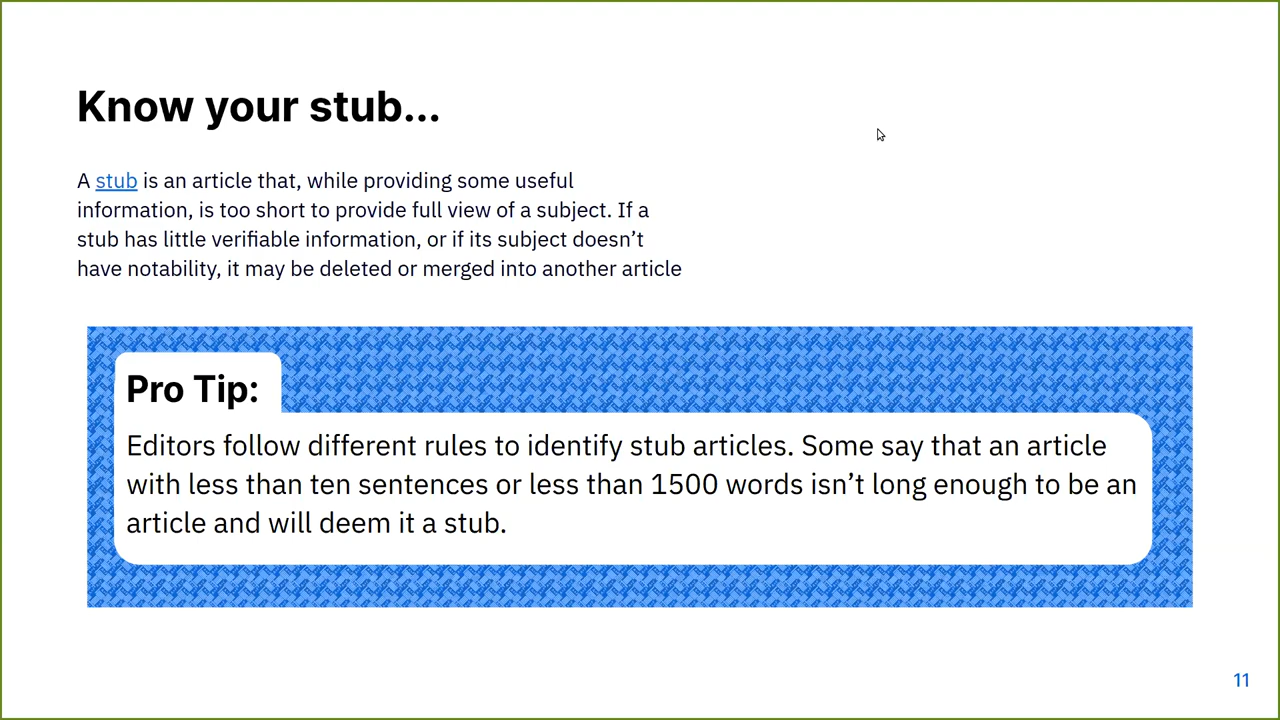 Know your stub...
A stub is an article that, while providing some useful
information, is too short to provide full view of a subject. If a
stub has little verifiable information, or if its subject doesn’t
have notability, it may be deleted or merged into another article
Pro Tip:
Editors follow different rules to identify stub articles. Some say that an article
with less than ten sentences or less than 1500 words isn’t long enough to be an
article and will deem it a stub.
11